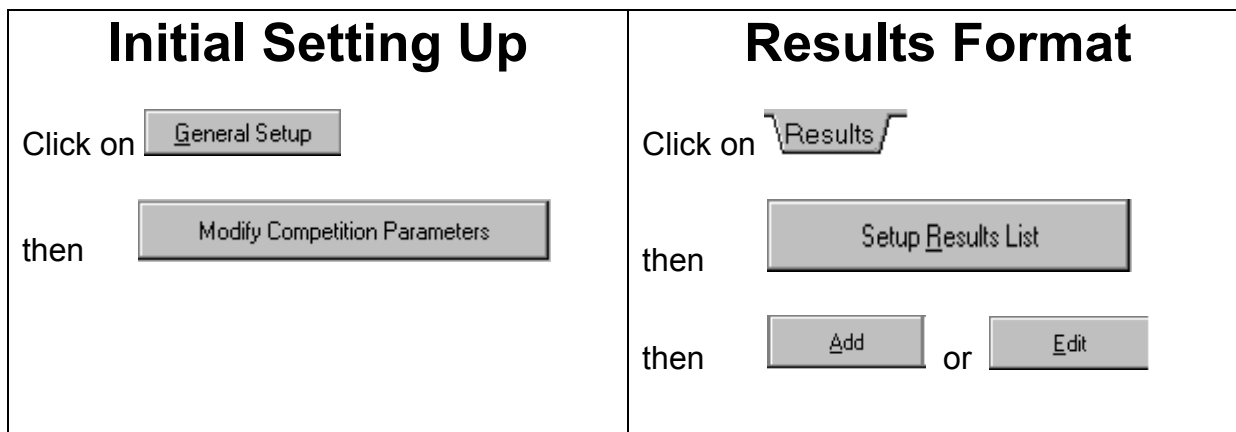 Initial Setting Up
Click on General Setup
then Modify Competition Parameters
Results Format
Click on Results
then Setup Results List
then Add or Edit